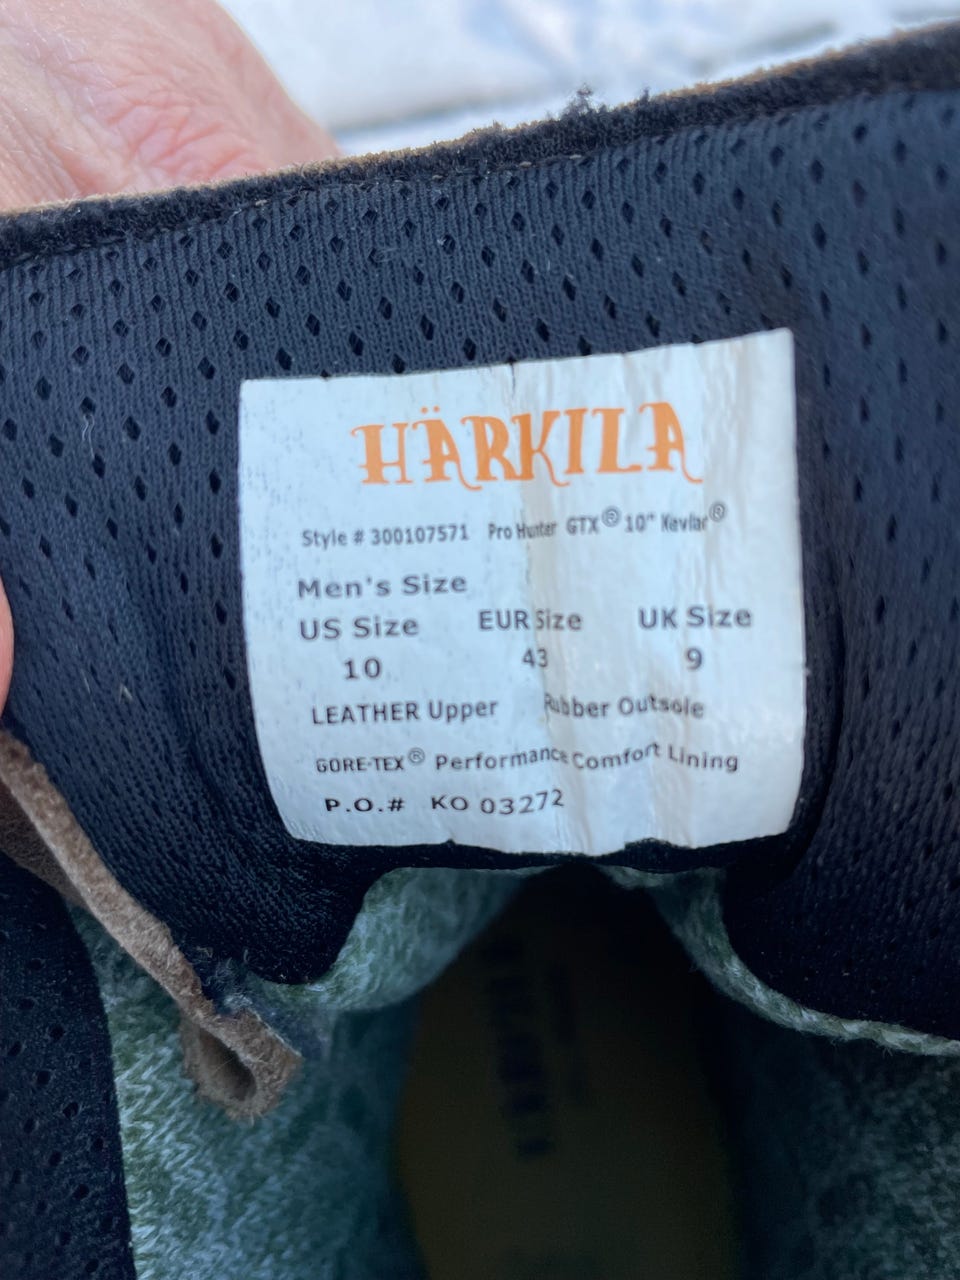 HÄRKILA
Style # 300107571 Pro Hunter GTX® 10" Kevlar®
Men's Size
US Size EUR Size UK Size
10 43 9
LEATHER Upper Rubber Outsole
GORE-TEX® Performance Comfort Lining
P.O.# KO 03272